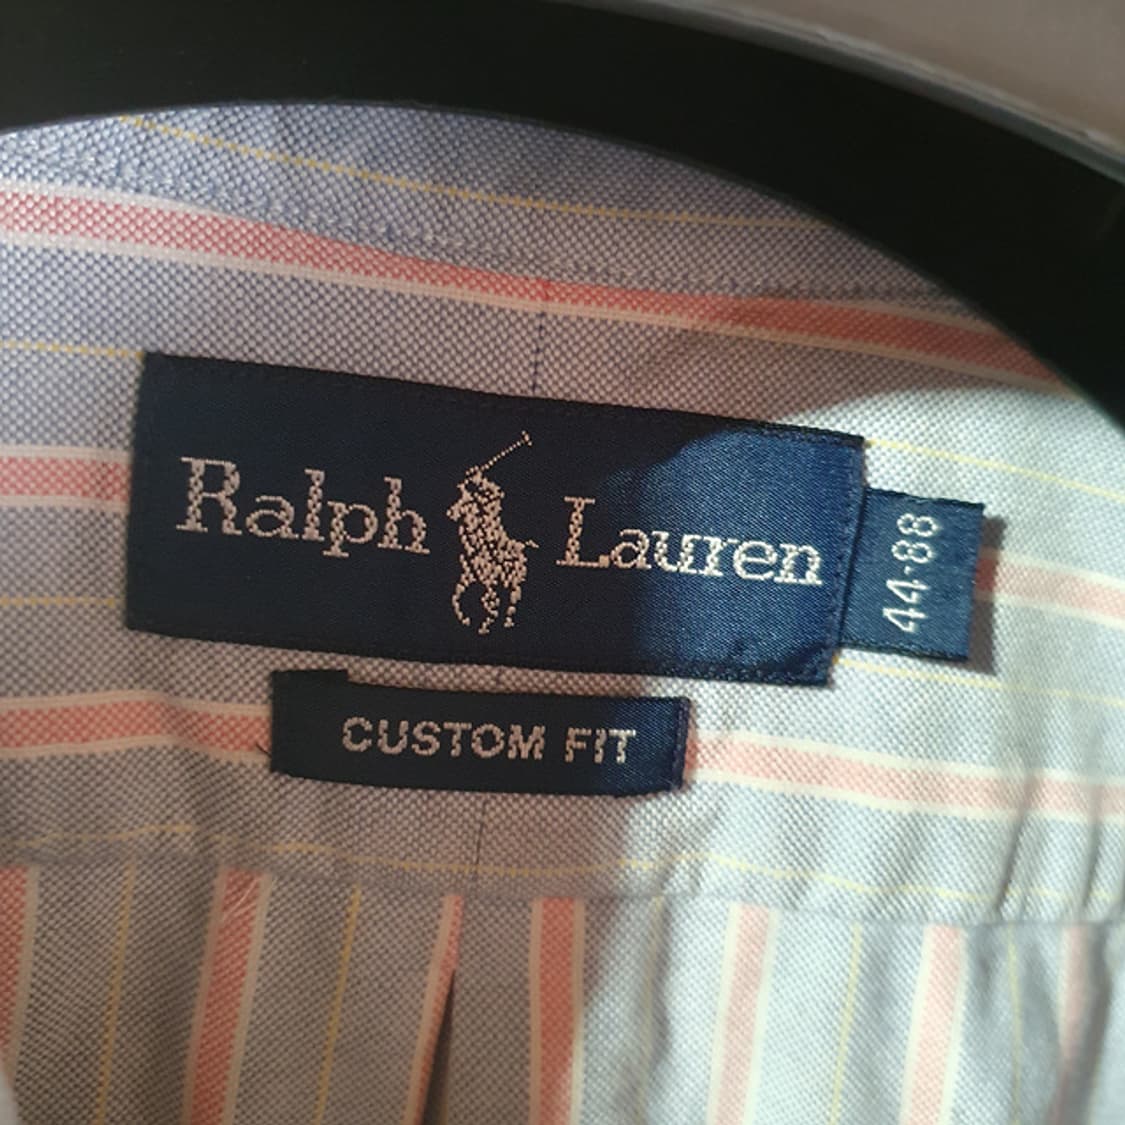 Ralph Lauren
44-88
CUSTOM FIT